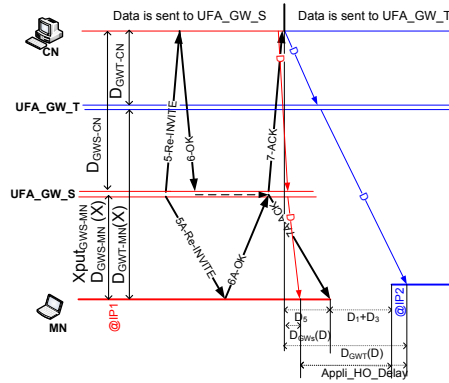 Data is sent to UFA_GW_S
Data is sent to UFA_GW_T
CN
D
D
D_GWT-CN
D_GWS-CN
UFA_GW_T
5-Re-INVITE
6-OK
7-ACK
D
UFA_GW_S
Xput_GWS-MN
D_GWS-MN(X)
D_GWT-MN(X)
5A-Re-INVITE
6A-OK
7A-ACK
D
@IP1
@IP2
MN
D_5
D_1+D_3
D_GWs(D)
D_GWT(D)
Appli_HO_Delay